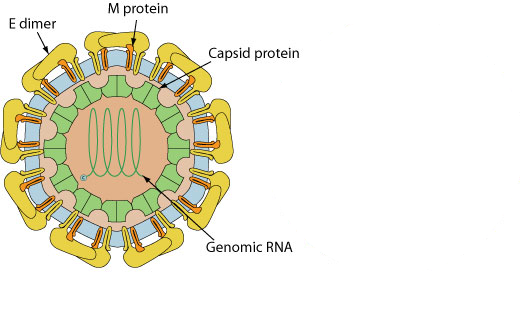 M protein
E dimer
Capsid protein
Genomic RNA